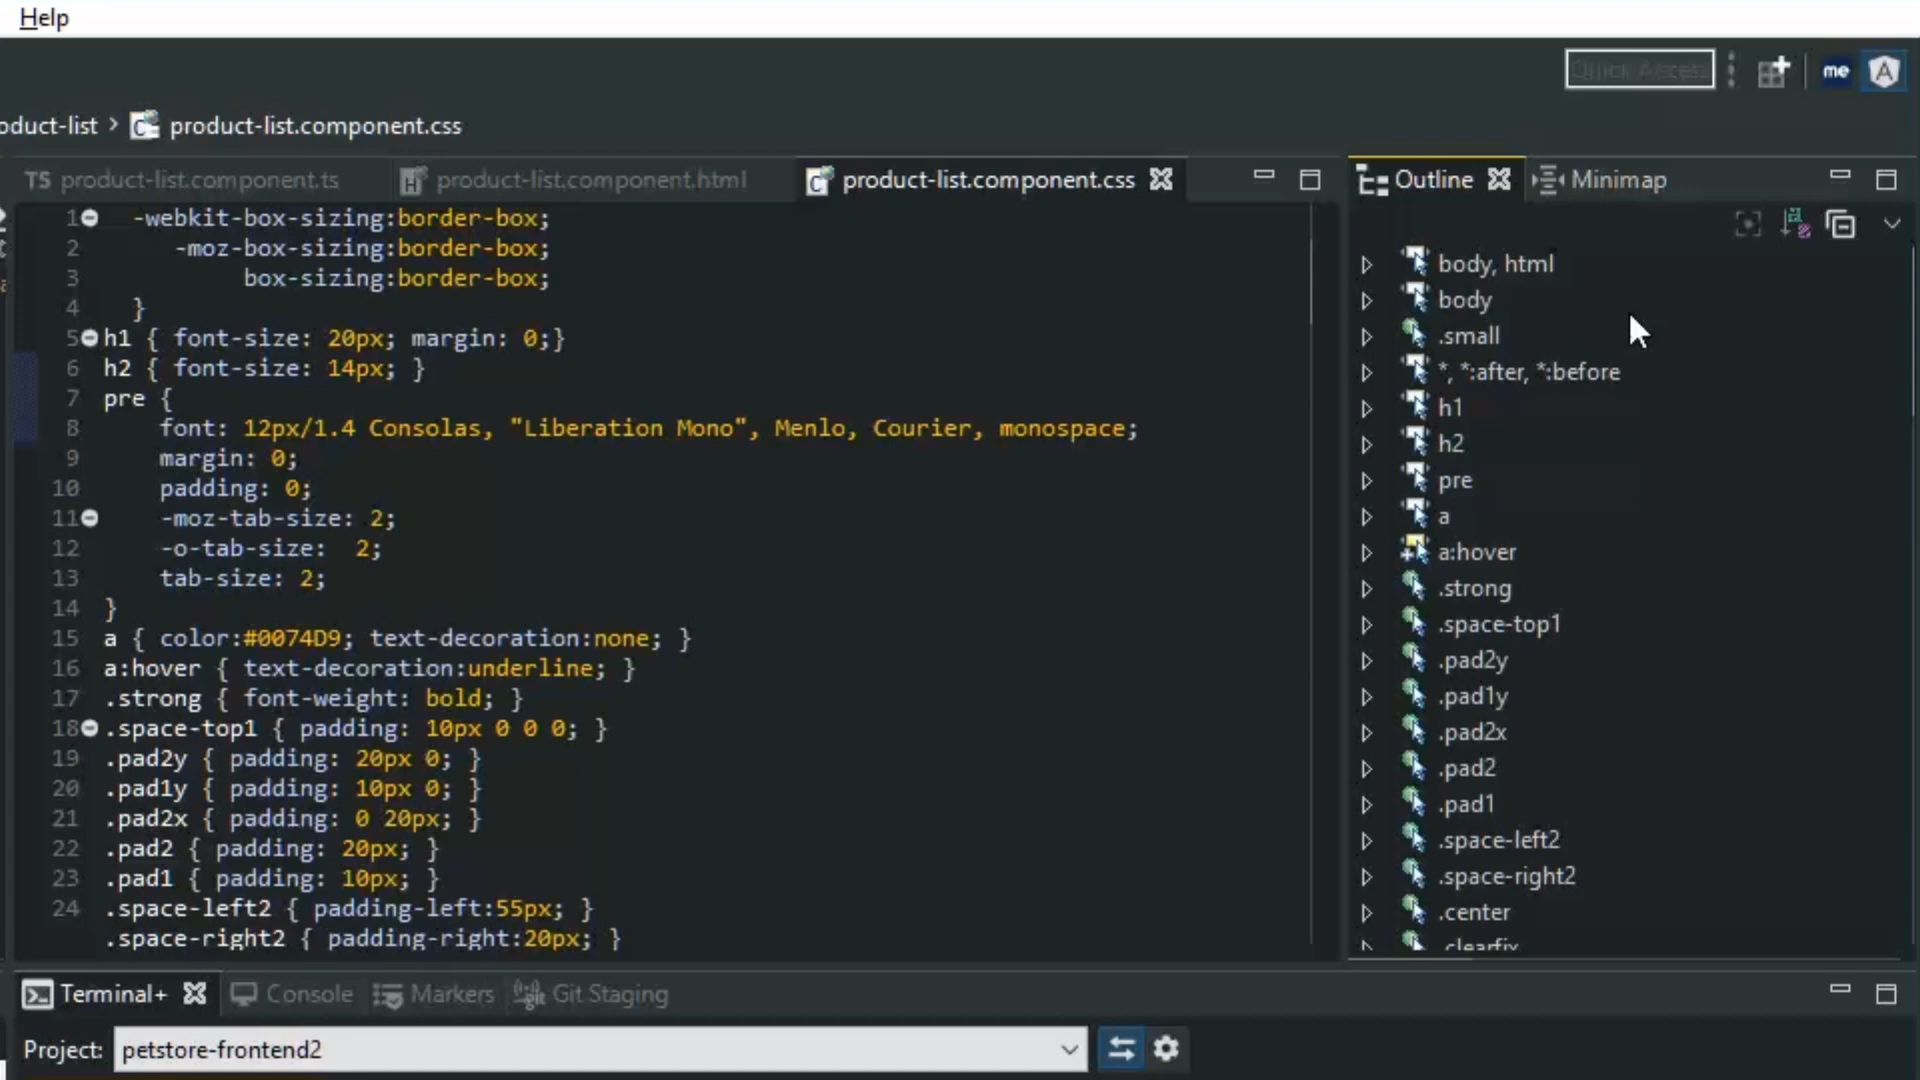 Help
Quick Access
me
oduct-list > product-list.component.css
TS product-list.component.ts
product-list.component.html
product-list.component.css
Outline
Minimap
1 -webkit-box-sizing:border-box;
2 -moz-box-sizing:border-box;
3 box-sizing:border-box;
4 }
5 h1 { font-size: 20px; margin: 0;}
6 h2 { font-size: 14px; }
7 pre {
8 font: 12px/1.4 Consolas, "Liberation Mono", Menlo, Courier, monospace;
9 margin: 0;
10 padding: 0;
11 -moz-tab-size: 2;
12 -o-tab-size:  2;
13 tab-size: 2;
14 }
15 a { color:#0074D9; text-decoration:none; }
16 a:hover { text-decoration:underline; }
17 .strong { font-weight: bold; }
18 .space-top1 { padding: 10px 0 0 0; }
19 .pad2y { padding: 20px 0; }
20 .pad1y { padding: 10px 0; }
21 .pad2x { padding: 0 20px; }
22 .pad2 { padding: 20px; }
23 .pad1 { padding: 10px; }
24 .space-left2 { padding-left:55px; }
.space-right2 { padding-right:20px; }
body, html
body
.small
*, *:after, *:before
h1
h2
pre
a
a:hover
.strong
.space-top1
.pad2y
.pad1y
.pad2x
.pad2
.pad1
.space-left2
.space-right2
.center
.clearfix
Terminal+
Console
Markers
Git Staging
Project: petstore-frontend2